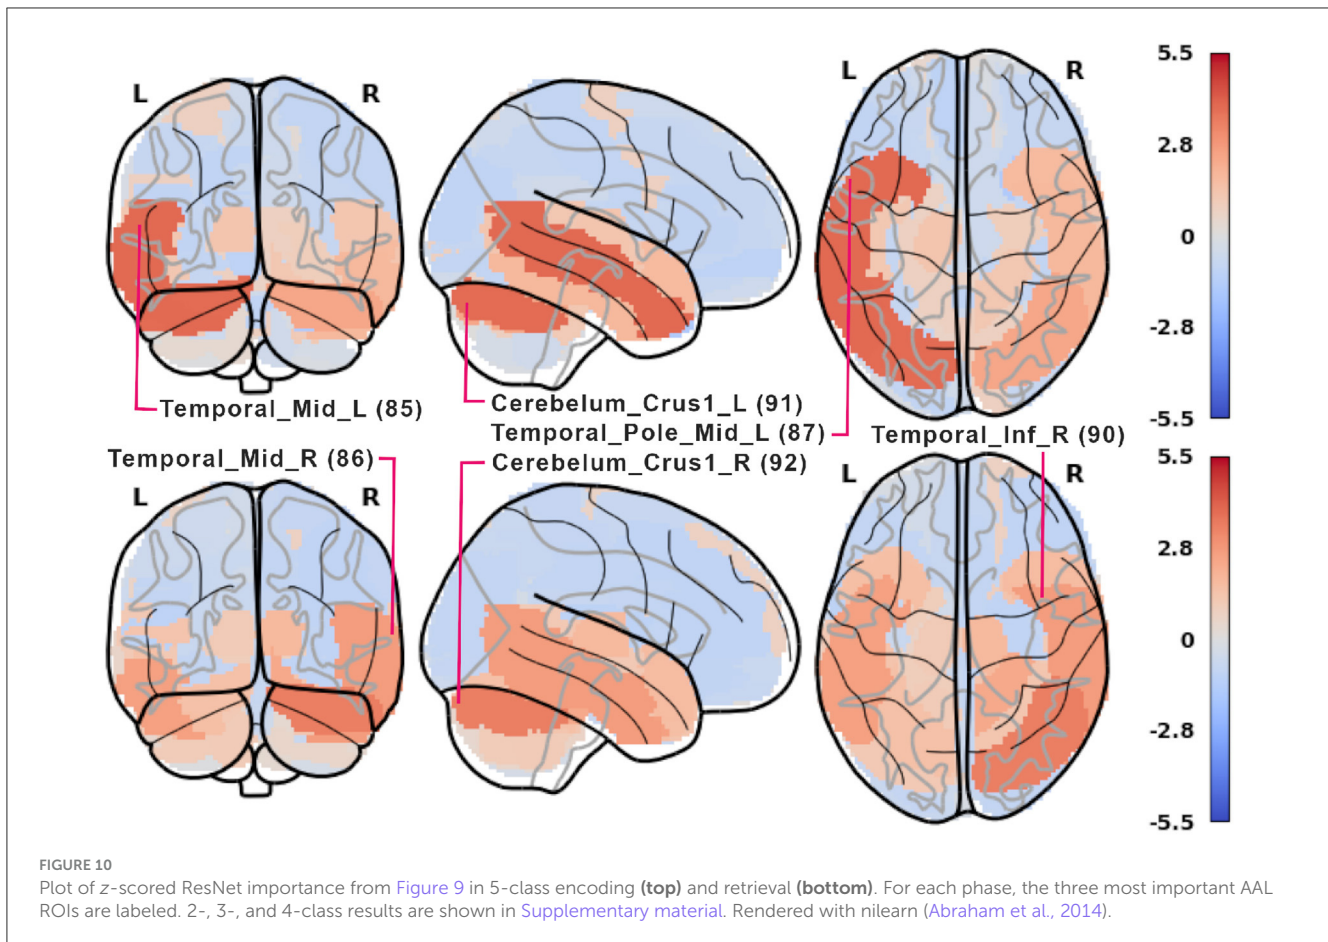 L
R
L
R
5.5
2.8
0
-2.8
-5.5
Temporal_Mid_L (85)
Cerebelum_Crus1_L (91)
Temporal_Pole_Mid_L (87)
Temporal_Inf_R (90)
Temporal_Mid_R (86)
Cerebelum_Crus1_R (92)
L
R
L
R
5.5
2.8
0
-2.8
-5.5
FIGURE 10
Plot of z-scored ResNet importance from Figure 9 in 5-class encoding (top) and retrieval (bottom). For each phase, the three most important AAL
ROIs are labeled. 2-, 3-, and 4-class results are shown in Supplementary material. Rendered with nilearn (Abraham et al., 2014).